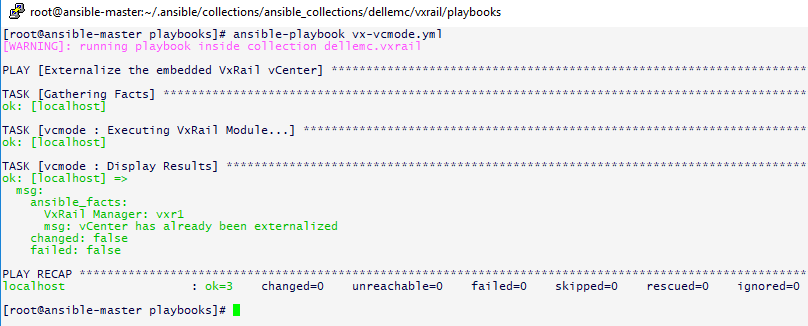 root@ansible-master:~/.ansible/collections/ansible_collections/dellemc/vxrail/playbooks
[root@ansible-master playbooks]# ansible-playbook vx-vcmode.yml
[WARNING]: running playbook inside collection dellemc.vxrail
PLAY [Externalize the embedded VxRail vCenter] ************************************************************************
TASK [Gathering Facts] ************************************************************************************************
ok: [localhost]
TASK [vcmode : Executing VxRail Module...] ****************************************************************************
ok: [localhost]
TASK [vcmode : Display Results] ***************************************************************************************
ok: [localhost] =>
  msg:
    ansible_facts:
      VxRail Manager: vxr1
      msg: vCenter has already been externalized
    changed: false
    failed: false
PLAY RECAP ************************************************************************************************************
localhost                  : ok=3    changed=0    unreachable=0    failed=0    skipped=0    rescued=0    ignored=0
[root@ansible-master playbooks]#